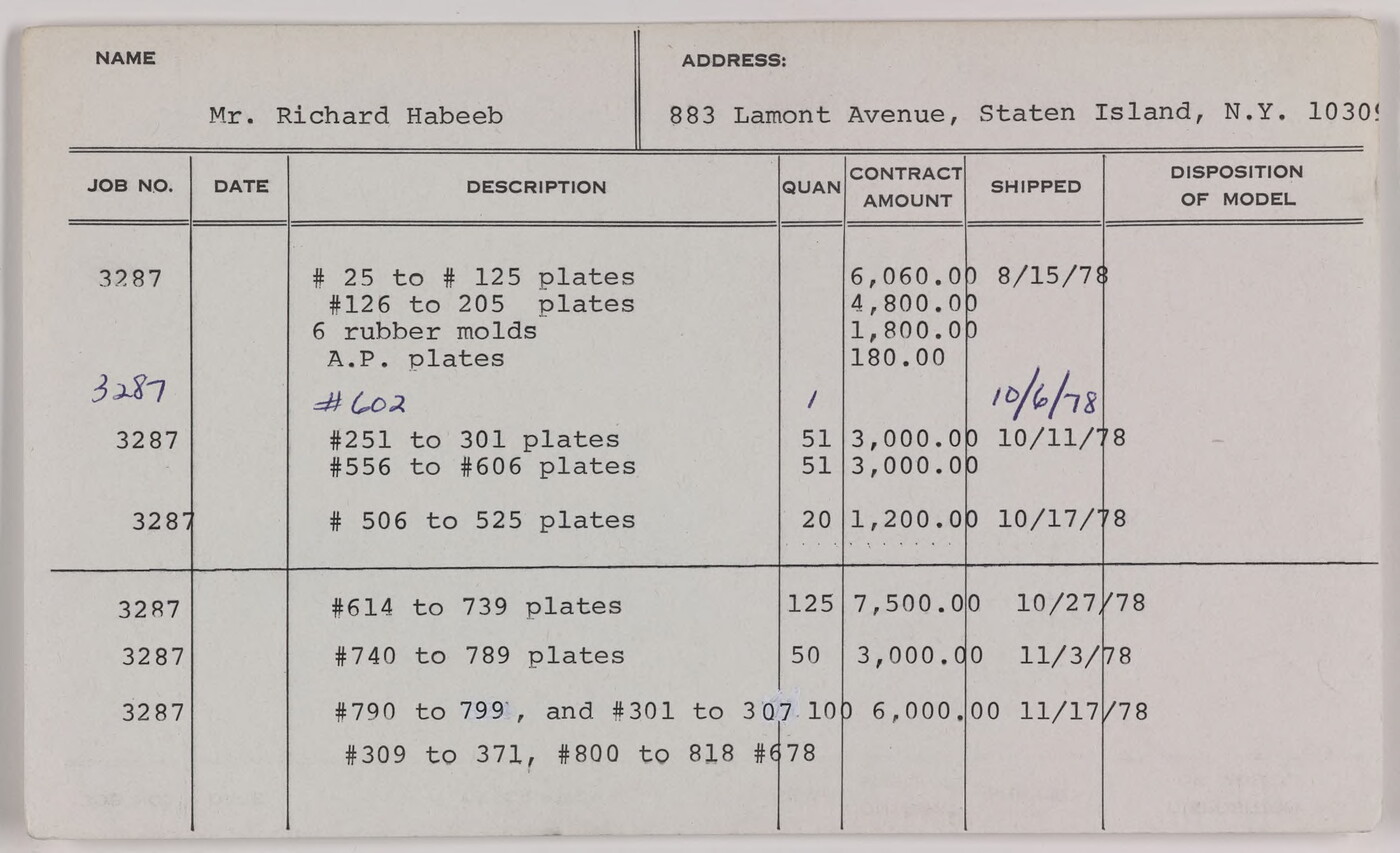 NAME ADDRESS:
Mr. Richard Habeeb 883 Lamont Avenue, Staten Island, N.Y. 10309
JOB NO. DATE DESCRIPTION QUAN CONTRACT AMOUNT SHIPPED DISPOSITION OF MODEL
3287 # 25 to # 125 plates 6,060.00 8/15/78
#126 to 205 plates 4,800.00
6 rubber molds 1,800.00
A.P. plates 180.00
3287 #602 1 10/6/78
3287 #251 to 301 plates 51 3,000.00 10/11/78
#556 to #606 plates 51 3,000.00
3287 # 506 to 525 plates 20 1,200.00 10/17/78
3287 #614 to 739 plates 125 7,500.00 10/27/78
3287 #740 to 789 plates 50 3,000.00 11/3/78
3287 #790 to 799, and #301 to 307 100 6,000.00 11/17/78
#309 to 371, #800 to 818 #678